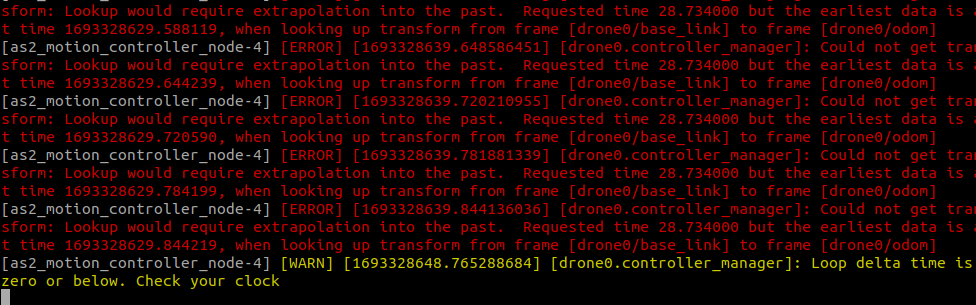 sform: Lookup would require extrapolation into the past.  Requested time 28.734000 but the earliest data is a
t time 1693328629.588119, when looking up transform from frame [drone0/base_link] to frame [drone0/odom]
[as2_motion_controller_node-4] [ERROR] [1693328639.648586451] [drone0.controller_manager]: Could not get tran
sform: Lookup would require extrapolation into the past.  Requested time 28.734000 but the earliest data is a
t time 1693328629.644239, when looking up transform from frame [drone0/base_link] to frame [drone0/odom]
[as2_motion_controller_node-4] [ERROR] [1693328639.720210955] [drone0.controller_manager]: Could not get tran
sform: Lookup would require extrapolation into the past.  Requested time 28.734000 but the earliest data is a
t time 1693328629.720590, when looking up transform from frame [drone0/base_link] to frame [drone0/odom]
[as2_motion_controller_node-4] [ERROR] [1693328639.781881339] [drone0.controller_manager]: Could not get tran
sform: Lookup would require extrapolation into the past.  Requested time 28.734000 but the earliest data is a
t time 1693328629.784199, when looking up transform from frame [drone0/base_link] to frame [drone0/odom]
[as2_motion_controller_node-4] [ERROR] [1693328639.844136036] [drone0.controller_manager]: Could not get tran
sform: Lookup would require extrapolation into the past.  Requested time 28.734000 but the earliest data is a
t time 1693328629.844219, when looking up transform from frame [drone0/base_link] to frame [drone0/odom]
[as2_motion_controller_node-4] [WARN] [1693328648.765288684] [drone0.controller_manager]: Loop delta time is
zero or below. Check your clock